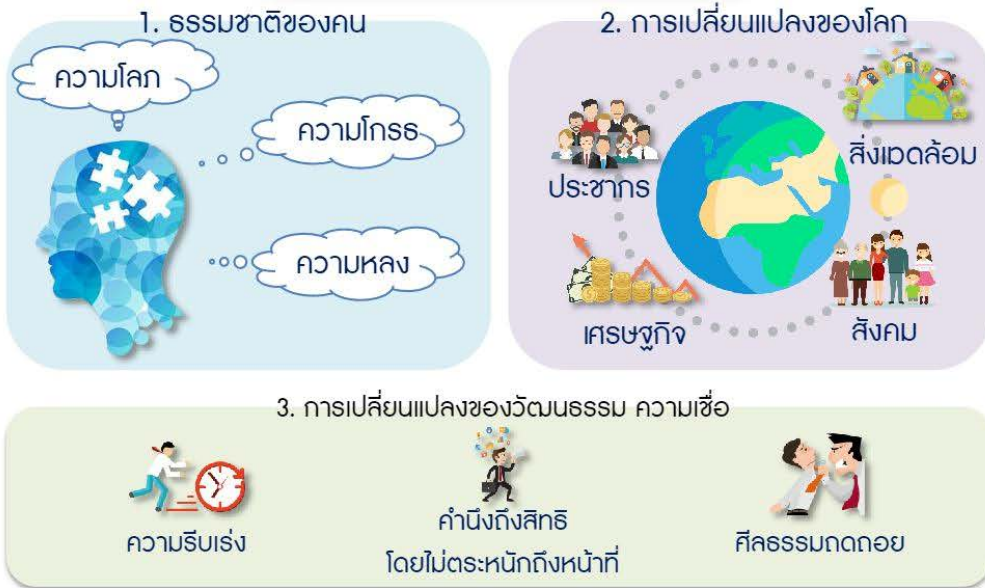 1. ธรรมชาติของคน
ความโลภ
ความโกรธ
ความหลง
2. การเปลี่ยนแปลงของโลก
ประชากร
สิ่งแวดล้อม
เศรษฐกิจ
สังคม
3. การเปลี่ยนแปลงของวัฒนธรรม ความเชื่อ
ความรีบเร่ง
คำนึงถึงสิทธิ
โดยไม่ตระหนักถึงหน้าที่
ศีลธรรมถดถอย